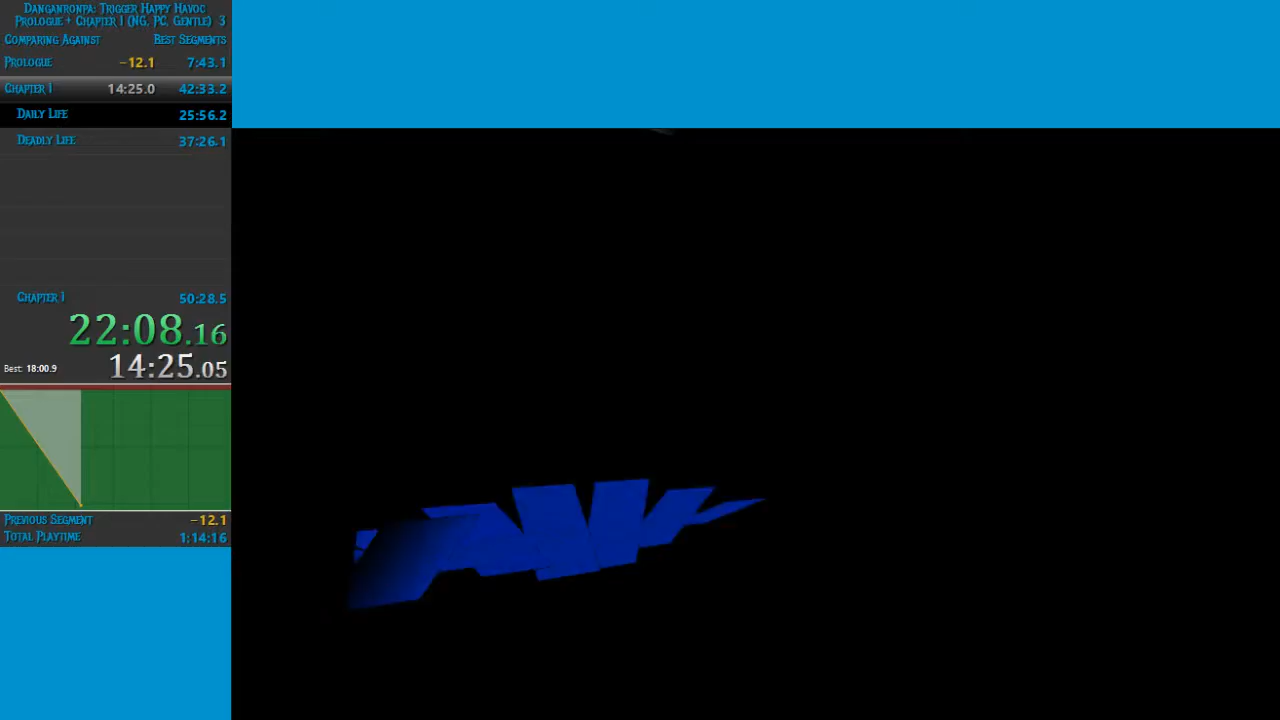 Danganronpa: Trigger Happy Havoc
Prologue + Chapter 1 (NG, PC, Gentle) 3
Comparing Against Best Segments
Prologue -12.1 7:43.1
Chapter 1 14:25.0 42:33.2
Daily Life 25:56.2
Deadly Life 37:26.1
Chapter 1 50:28.5
22:08.16
Best: 18:00.9 14:25.05
Previous Segment -12.1
Total Playtime 1:14:16